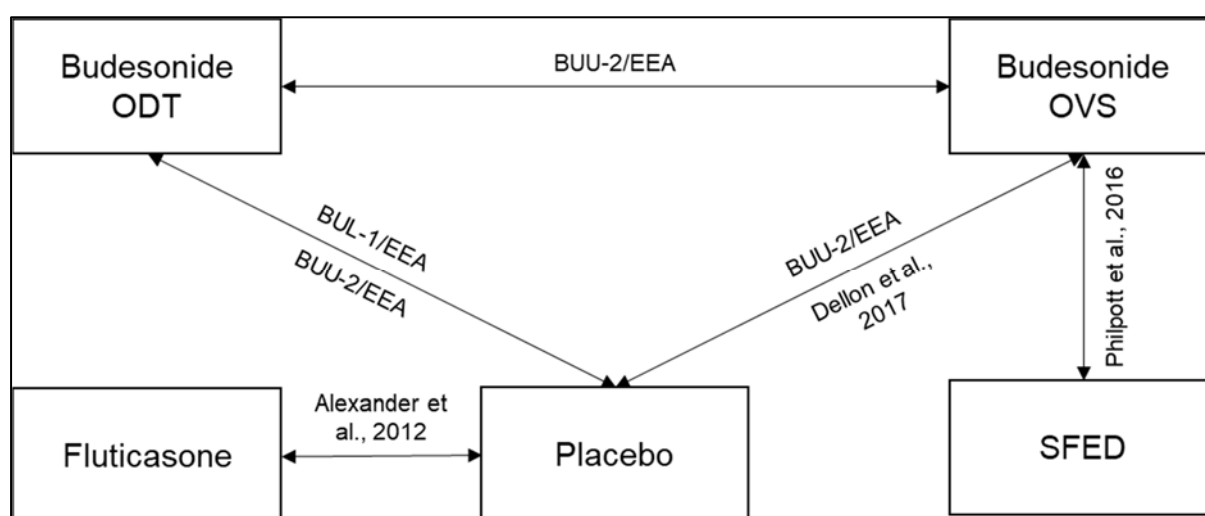 Budesonide
ODT
BUU-2/EEA
Budesonide
OVS
BUL-1/EEA
BUU-2/EEA
BUU-2/EEA
Dellon et al.,
2017
Philpott et al., 2016
Fluticasone
Alexander et
al., 2012
Placebo
SFED